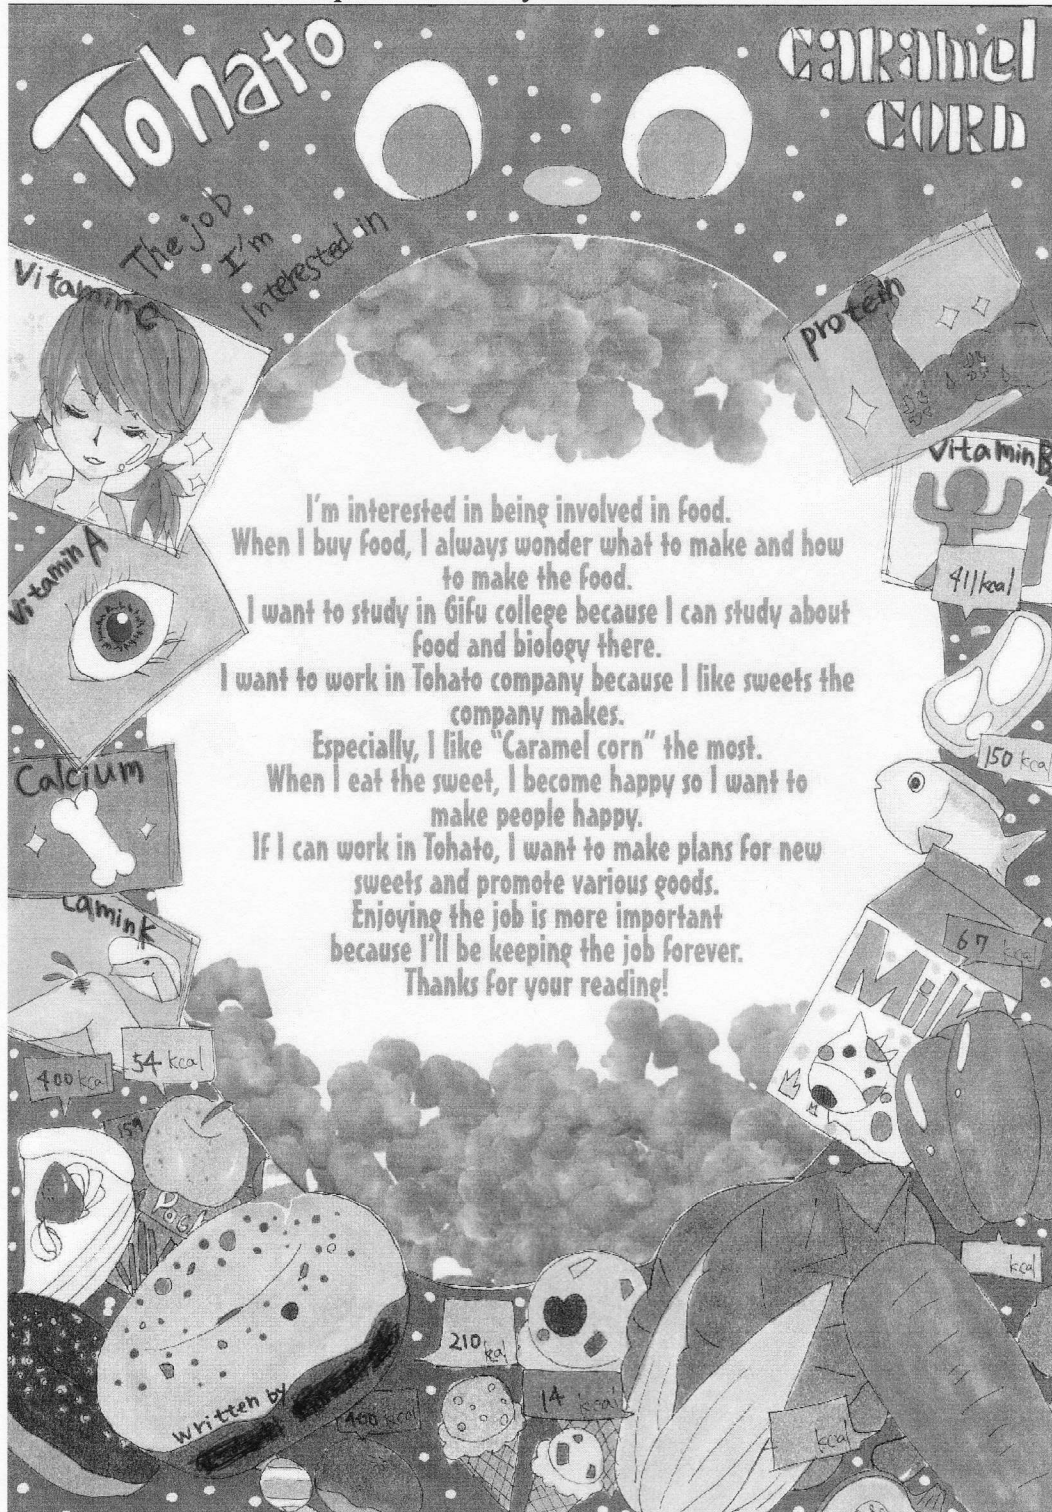 Tohato
Caramel
Corn
The job
I'm
Interested in
Vitamin C
protein
Vitamin B
Vitamin A
411kcal
I'm interested in being involved in food.
When I buy food, I always wonder what to make and how
to make the food.
I want to study in Gifu college because I can study about
food and biology there.
I want to work in Tohato company because I like sweets the
company makes.
Especially, I like "Caramel corn" the most.
When I eat the sweet, I become happy so I want to
make people happy.
If I can work in Tohato, I want to make plans for new
sweets and promote various goods.
Enjoying the job is more important
because I'll be keeping the job forever.
Thanks for your reading!
150 kcal
Calcium
67 kcal
Milk
54 kcal
400 kcal
159
kcal
210 kcal
14 kcal
400 kcal
kcal
written by